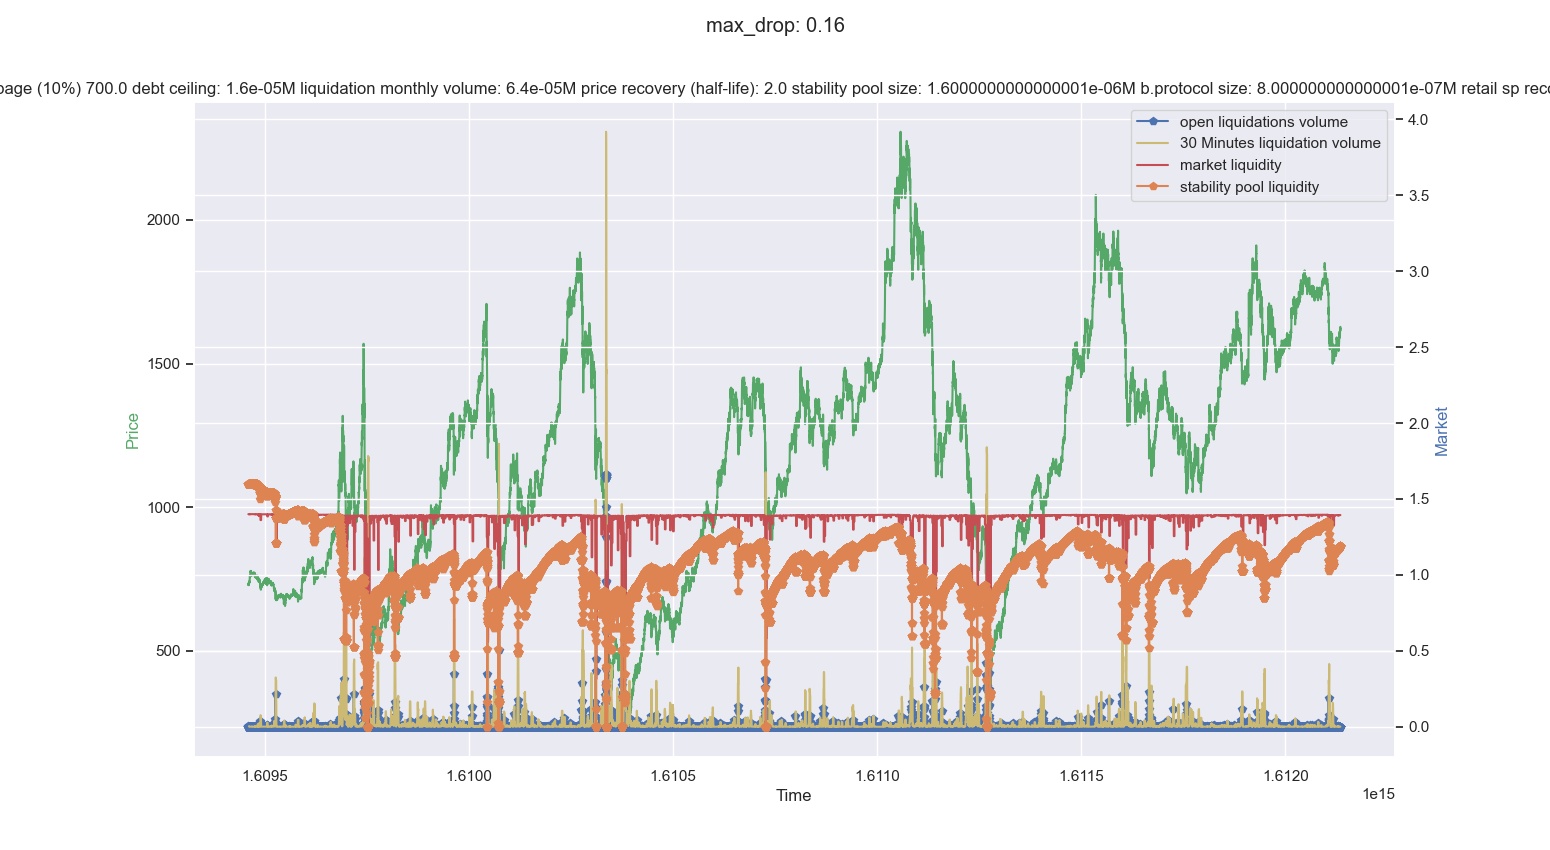 max_drop: 0.16
(10%) 700.0 debt ceiling: 1.6e-05M liquidation monthly volume: 6.4e-05M price recovery (half-life): 2.0 stability pool size: 1.6000000000000001e-06M b.protocol size: 8.000000000000001e-07M retail sp
open liquidations volume
30 Minutes liquidation volume
market liquidity
stability pool liquidity
2000
1500
1000
500
Price
4.0
3.5
3.0
2.5
2.0
1.5
1.0
0.5
0.0
Market
1.6095
1.6100
1.6105
1.6110
1.6115
1.6120
1e15
Time